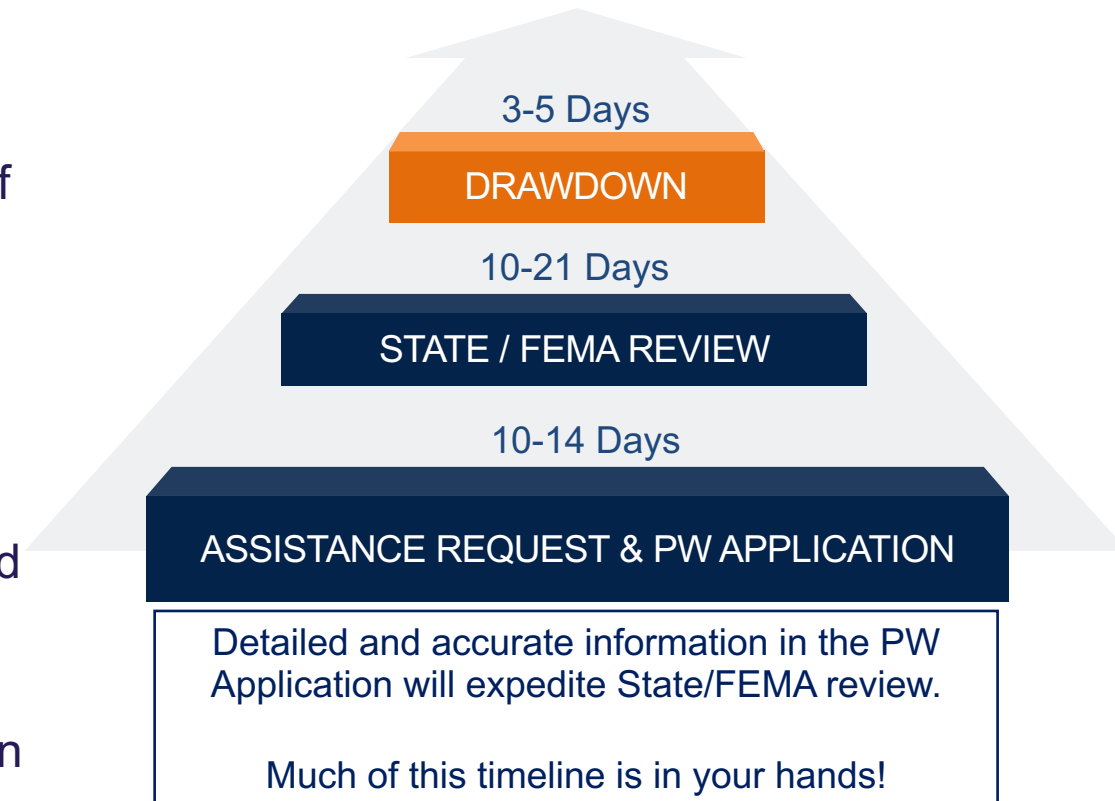 3-5 Days
f
DRAWDOWN
10-21 Days
STATE / FEMA REVIEW
10-14 Days
ASSISTANCE REQUEST & PW APPLICATION
d
Detailed and accurate information in the PW
Application will expedite State/FEMA review.
n
Much of this timeline is in your hands!